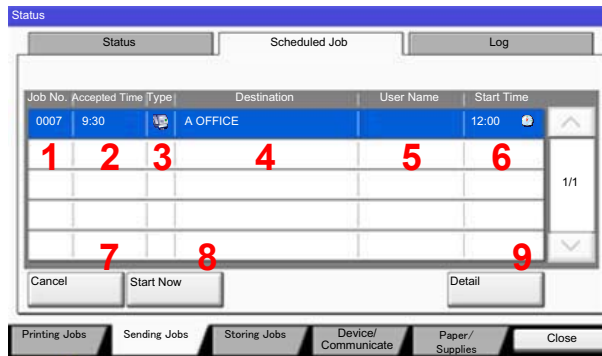 Status
Status Scheduled Job Log
Job No. Accepted Time Type Destination User Name Start Time
0007 9:30 A OFFICE 12:00
1 2 3 4 5 6
1/1
7 8 9
Cancel Start Now Detail
Printing Jobs Sending Jobs Storing Jobs Device/
Communicate Paper/
Supplies Close